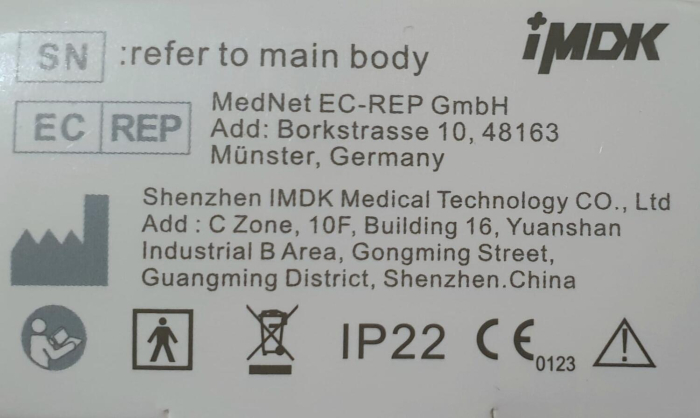 iMDK
SN :refer to main body
EC REP
MedNet EC-REP GmbH
Add: Borkstrasse 10, 48163
Münster, Germany
Shenzhen IMDK Medical Technology CO., Ltd
Add : C Zone, 10F, Building 16, Yuanshan
Industrial B Area, Gongming Street,
Guangming District, Shenzhen.China
IP22 CE 0123